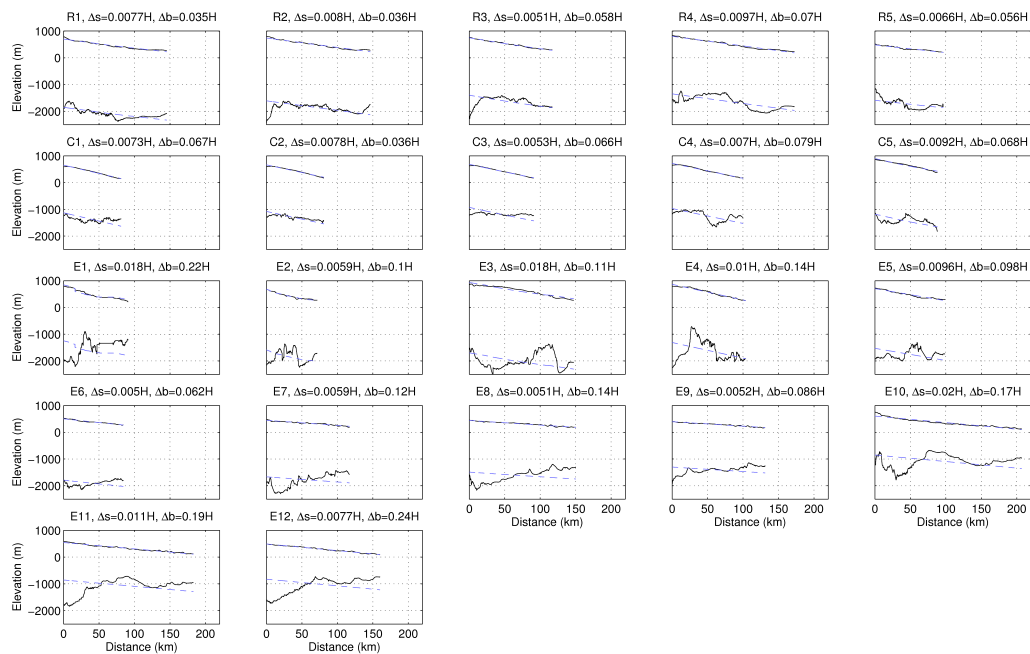 R1, Δs=0.0077H, Δb=0.035H
R2, Δs=0.008H, Δb=0.036H
R3, Δs=0.0051H, Δb=0.058H
R4, Δs=0.0097H, Δb=0.07H
R5, Δs=0.0066H, Δb=0.056H
1000
0
−1000
−2000
Elevation (m)
C1, Δs=0.0073H, Δb=0.067H
C2, Δs=0.0078H, Δb=0.036H
C3, Δs=0.0053H, Δb=0.066H
C4, Δs=0.007H, Δb=0.079H
C5, Δs=0.0092H, Δb=0.068H
1000
0
−1000
−2000
Elevation (m)
E1, Δs=0.018H, Δb=0.22H
E2, Δs=0.0059H, Δb=0.1H
E3, Δs=0.018H, Δb=0.11H
E4, Δs=0.01H, Δb=0.14H
E5, Δs=0.0096H, Δb=0.098H
1000
0
−1000
−2000
Elevation (m)
E6, Δs=0.005H, Δb=0.062H
E7, Δs=0.0059H, Δb=0.12H
E8, Δs=0.0051H, Δb=0.14H
E9, Δs=0.0052H, Δb=0.086H
E10, Δs=0.02H, Δb=0.17H
1000
0
−1000
−2000
Elevation (m)
0 50 100 150 200
Distance (km)
0 50 100 150 200
Distance (km)
0 50 100 150 200
Distance (km)
E11, Δs=0.011H, Δb=0.19H
E12, Δs=0.0077H, Δb=0.24H
1000
0
−1000
−2000
Elevation (m)
0 50 100 150 200
Distance (km)
0 50 100 150 200
Distance (km)